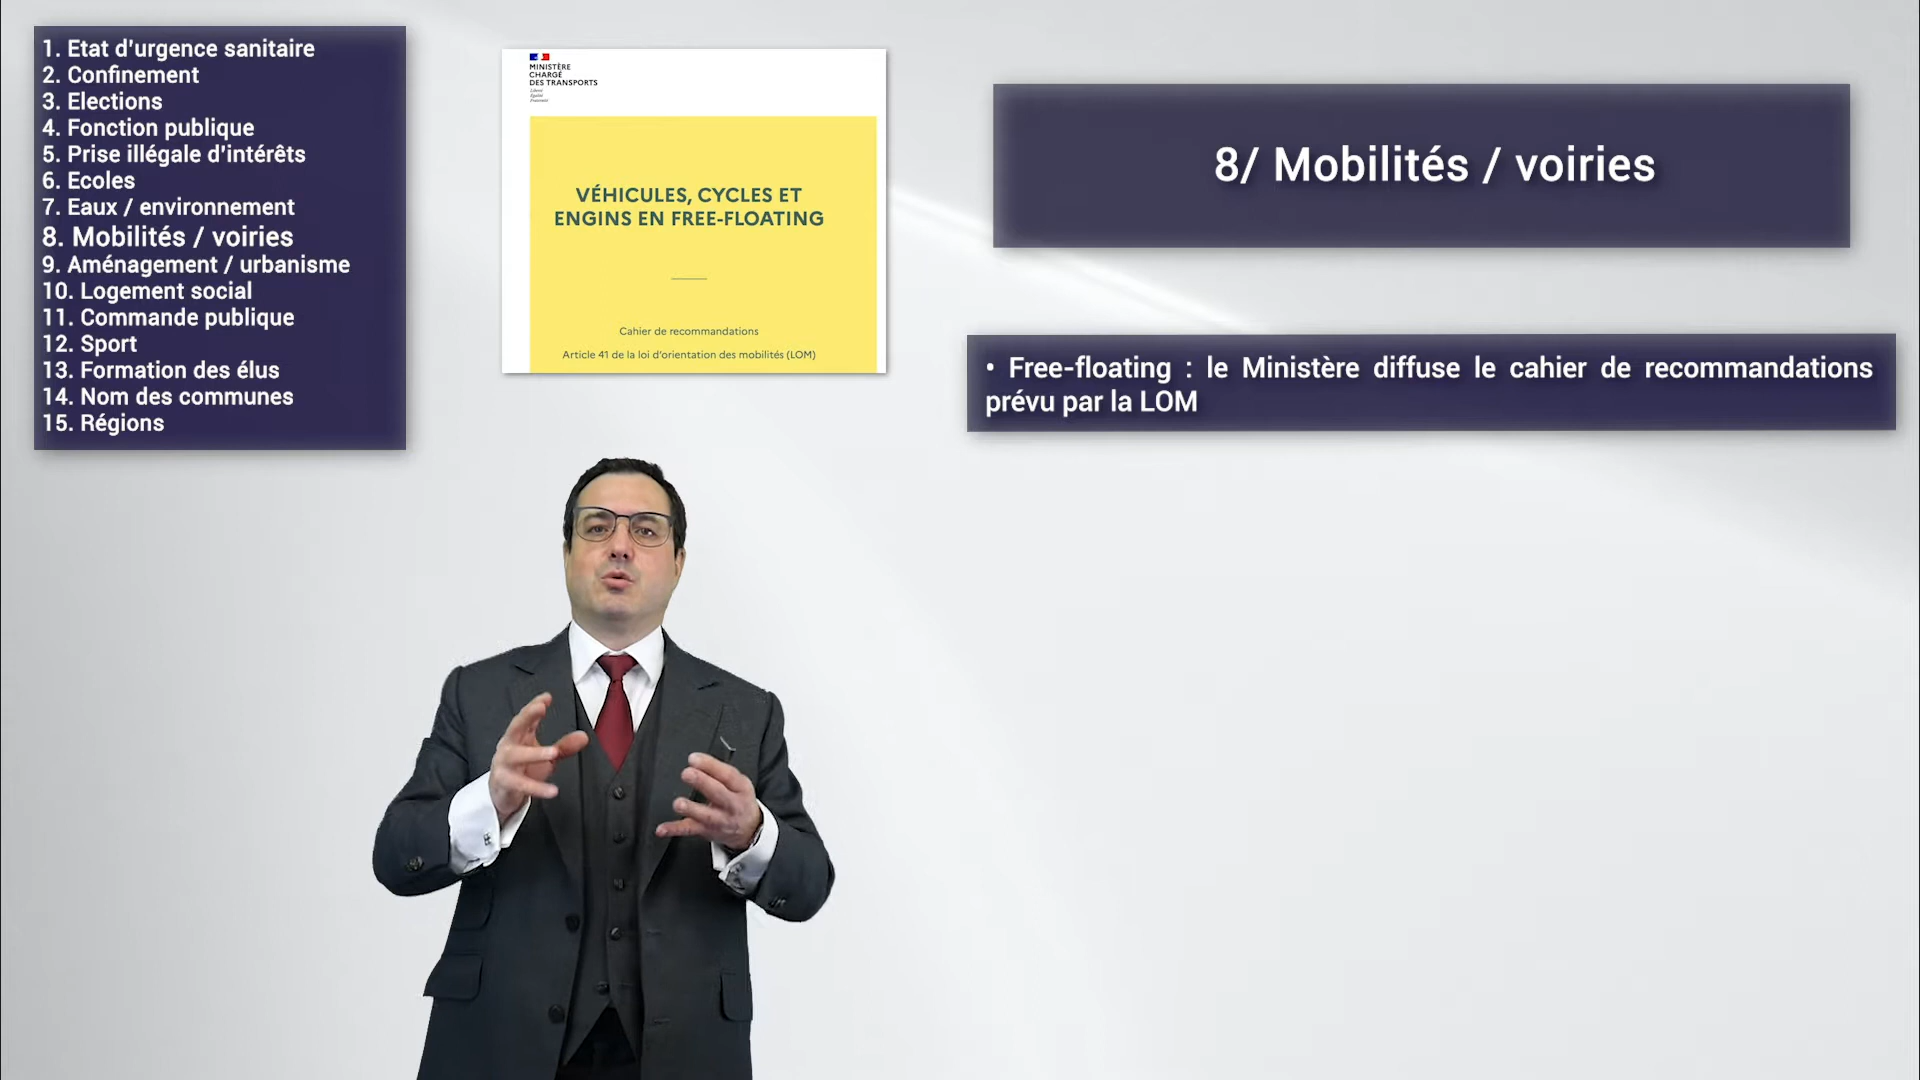 1. Etat d'urgence sanitaire
2. Confinement
3. Elections
4. Fonction publique
5. Prise illégale d'intérêts
6. Ecoles
7. Eaux / environnement
8. Mobilités / voiries
9. Aménagement / urbanisme
10. Logement social
11. Commande publique
12. Sport
13. Formation des élus
14. Nom des communes
15. Régions
MINISTÈRE
CHARGÉ
DES TRANSPORTS
Liberté
Égalité
Fraternité
VÉHICULES, CYCLES ET
ENGINS EN FREE-FLOATING
Cahier de recommandations
Article 41 de la loi d'orientation des mobilités (LOM)
8/ Mobilités / voiries
• Free-floating : le Ministère diffuse le cahier de recommandations
prévu par la LOM